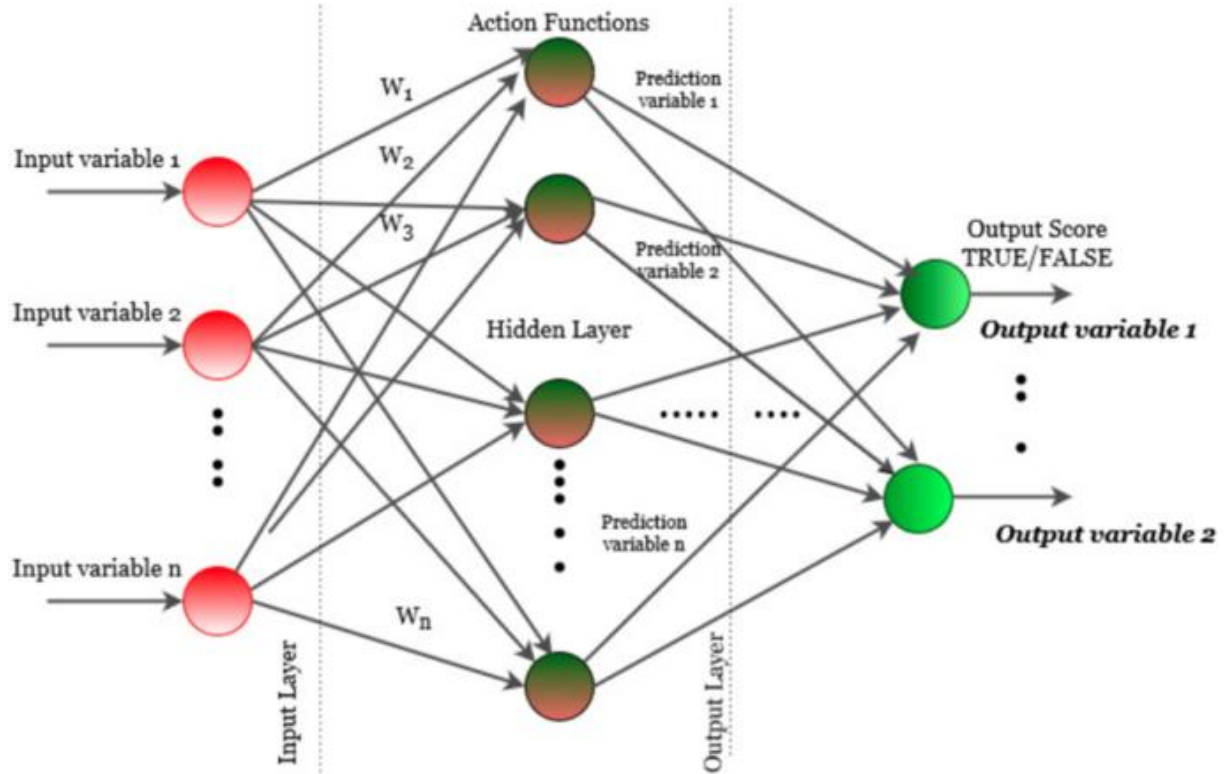 Action Functions
W1
Prediction
variable 1
Input variable 1
W2
W3
Prediction
variable 2
Output Score
TRUE/FALSE
Input variable 2
Hidden Layer
Output variable 1
Prediction
variable n
Output variable 2
Input variable n
Wn
Input Layer
Output Layer